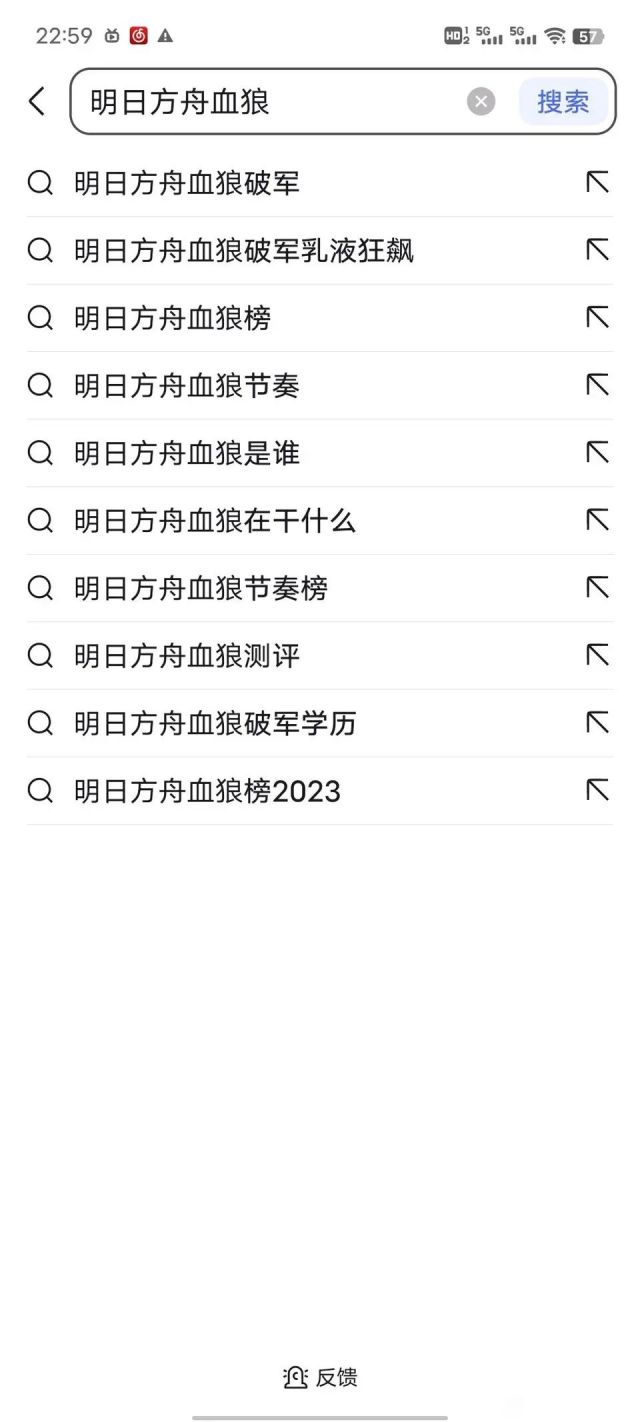 22:59 HD 1 2 5G 5G 57
明日方舟血狼 搜索
明日方舟血狼破军
明日方舟血狼破军乳液狂飙
明日方舟血狼榜
明日方舟血狼节奏
明日方舟血狼是谁
明日方舟血狼在干什么
明日方舟血狼节奏榜
明日方舟血狼测评
明日方舟血狼破军学历
明日方舟血狼榜2023
反馈